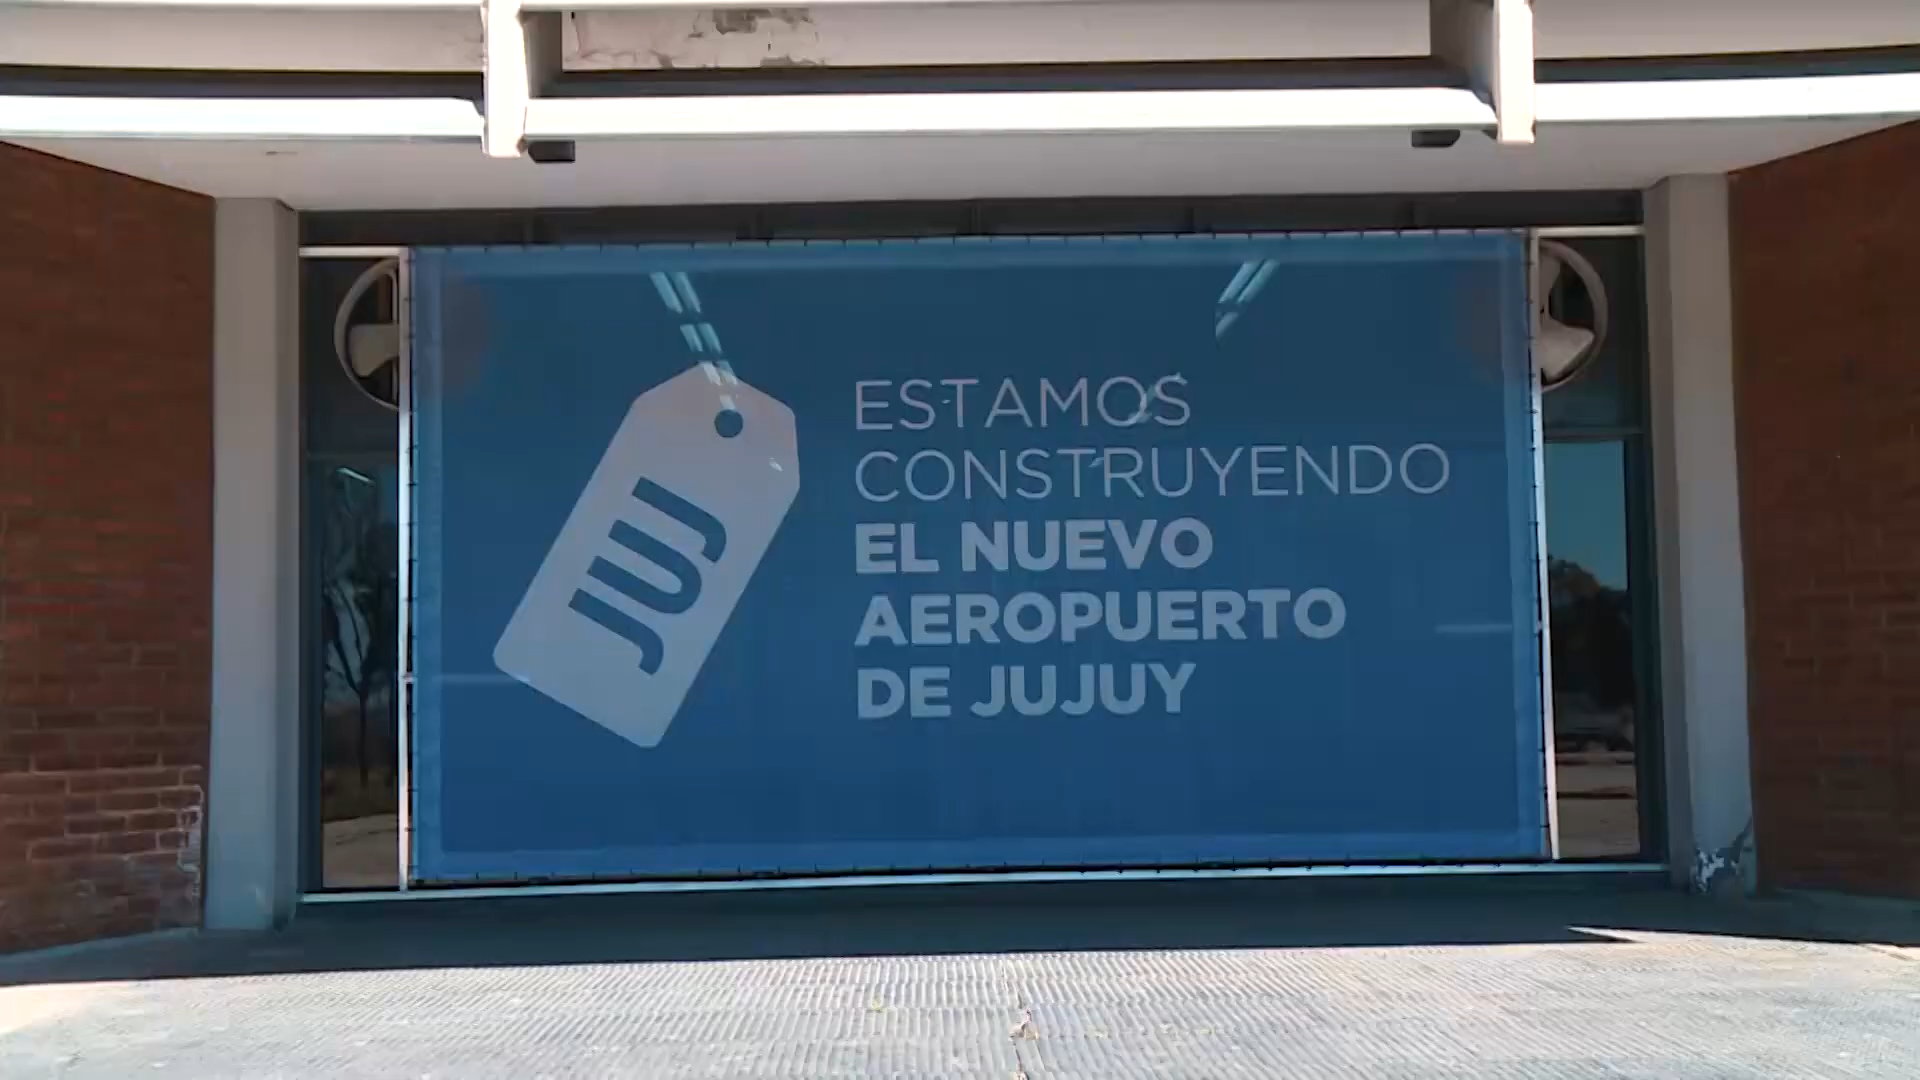 JUJ
ESTAMOS
CONSTRUYENDO
EL NUEVO
AEROPUERTO
DE JUJUY